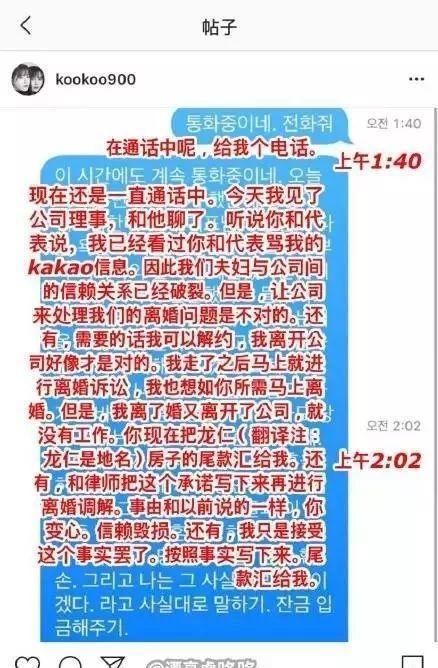 帖子
kookoo900
통화중이네. 전화줘
오전 1:40
在通话中呢，给我个电话。
上午1:40
이 시간에도 계속 통화중이네. 오늘
现在还是一直通话中。今天我见了
公司理事，和他聊了。听说你和代
表说，我已经看过你和代表骂我的
kakao信息。因此我们夫妇与公司间
的信赖关系已经破裂。但是，让公司
来处理我们的离婚问题是不对的。还
有，需要的话我可以解约，我离开公
司好像才是对的。我走了之后马上就进
行离婚诉讼，我也想如你所需马上离
婚。但是，我离了婚又离开了公司，就
没有工作。你现在把龙仁（翻译注：
龙仁是地名）房子的尾款汇给我。还
有，和律师把这个承诺写下来再进行
离婚调解。事由和以前说的一样，你
变心。信赖毁损。还有，我只是接受
这个事实罢了。按照事实写下来。尾
款汇给我。
오전 2:02
上午2:02
손. 그리고 나는 그 사실
겠다. 라고 사실대로 말하기. 잔금 입
금해주기.